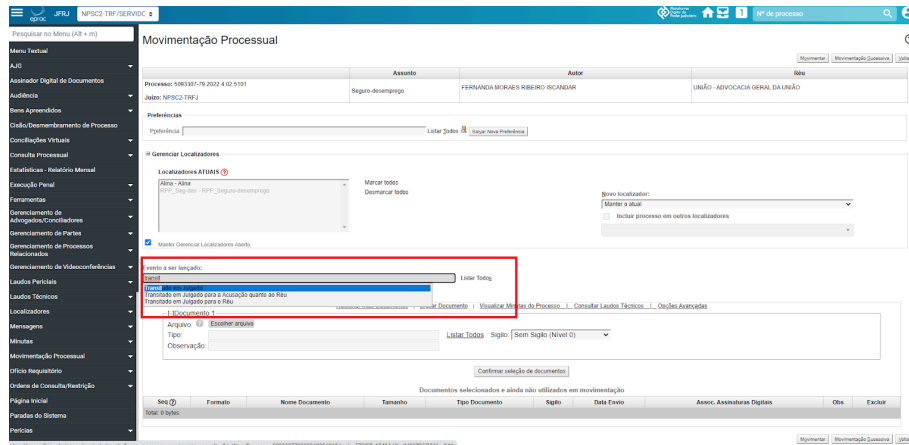 eproc JFRJ NPSC2-TRF/SERVIDC Nº de processo
Pesquisar no Menu (Alt + m)
Menu Textual
AJG
Assinador Digital de Documentos
Audiência
Bens Apreendidos
Cisão/Desmembramento de Processo
Conciliações Virtuais
Consulta Processual
Estatísticas - Relatório Mensal
Execução Penal
Ferramentas
Gerenciamento de
Advogados/Conciliadores
Gerenciamento de Partes
Gerenciamento de Processos
Relacionados
Gerenciamento de Videoconferências
Laudos Periciais
Laudos Técnicos
Localizadores
Mensagens
Minutas
Movimentação Processual
Ofício Requisitório
Ordens de Consulta/Restrição
Página Inicial
Paradas do Sistema
Perícias
Movimentação Processual
Movimentar Movimentação Sucessiva
Assunto Autor Réu
Processo: 5093307-79.2022.4.02.5101
Juízo: NPSC2-TRFJ
Seguro-desemprego FERNANDA MORAES RIBEIRO ISCANDAR UNIÃO - ADVOCACIA GERAL DA UNIÃO
Preferências
Preferência: Listar Todos Salvar Nova Preferência
Gerenciar Localizadores
Localizadores ATUAIS
Alina - Alina
RPP_Seg-des - RPP_Seguro-desemprego
Marcar todos
Desmarcar todos
Novo localizador:
Manter o atual
Incluir processo em outros localizadores
Manter Gerenciar Localizadores Aberto
Evento a ser lançado:
transit Listar Todos
Transitado em Julgado
Transitado em Julgado para a Acusação quanto ao Réu
Transitado em Julgado para o Réu
Documento | Visualizar Minutas do Processo | Consultar Laudos Técnicos | Opções Avançadas
Documento 1
Arquivo: Escolher arquivo
Tipo: Listar Todos Sigilo: Sem Sigilo (Nível 0)
Observação:
Confirmar seleção de documentos
Documentos selecionados e ainda não utilizados em movimentação
Seq Formato Nome Documento Tamanho Tipo Documento Sigilo Data Envio Assoc. Assinaturas Digitais Obs Excluir
Total: 0 bytes
Movimentar Movimentação Sucessiva